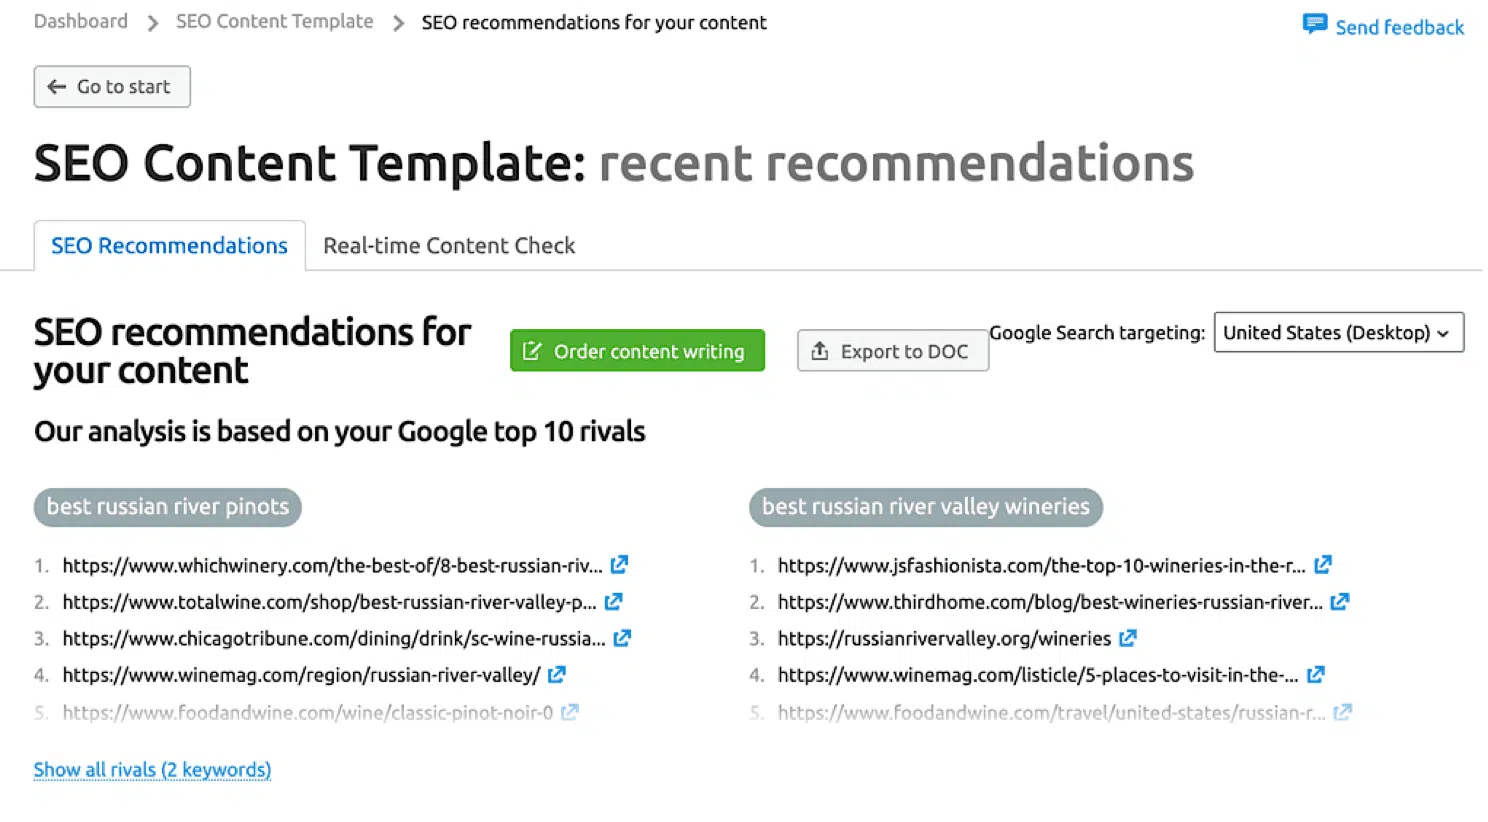 Dashboard > SEO Content Template > SEO recommendations for your content
Send feedback
← Go to start
SEO Content Template: recent recommendations
SEO Recommendations
Real-time Content Check
SEO recommendations for
your content
Order content writing
Export to DOC
Google Search targeting:
United States (Desktop)
Our analysis is based on your Google top 10 rivals
best russian river pinots
1. https://www.whichwinery.com/the-best-of/8-best-russian-riv...
2. https://www.totalwine.com/shop/best-russian-river-valley-p...
3. https://www.chicagotribune.com/dining/drink/sc-wine-russia...
4. https://www.winemag.com/region/russian-river-valley/
5. https://www.foodandwine.com/wine/classic-pinot-noir-0
best russian river valley wineries
1. https://www.jsfashionista.com/the-top-10-wineries-in-the-r...
2. https://www.thirdhome.com/blog/best-wineries-russian-river...
3. https://russianrivervalley.org/wineries
4. https://www.winemag.com/listicle/5-places-to-visit-in-the-...
5. https://www.foodandwine.com/travel/united-states/russian-r...
Show all rivals (2 keywords)